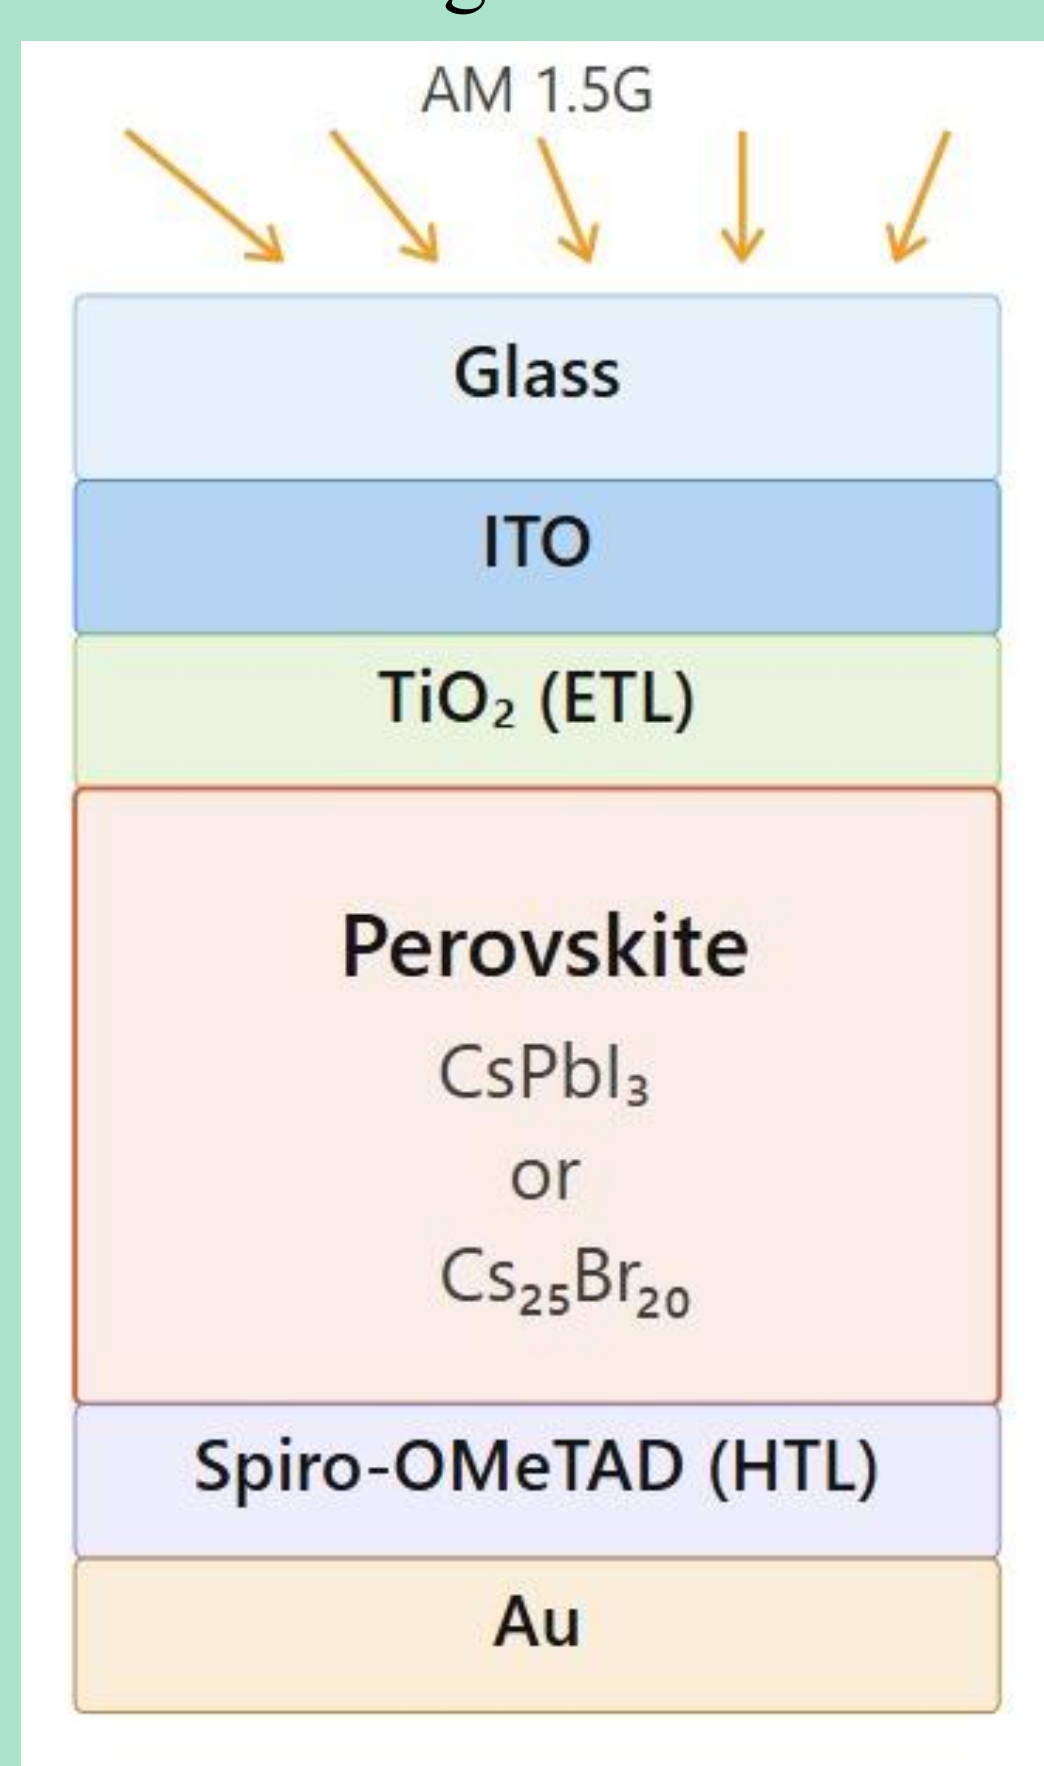 AM 1.5G
Glass
ITO
TiO₂ (ETL)
Perovskite
CsPbI₃
or
Cs₂₅Br₂₀
Spiro-OMeTAD (HTL)
Au